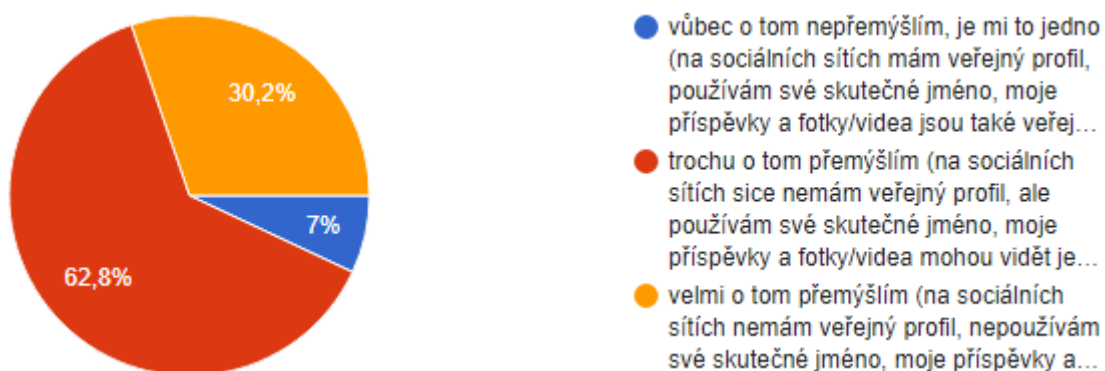 30,2%
7%
62,8%
vůbec o tom nepřemýšlím, je mi to jedno
(na sociálních sítích mám veřejný profil,
používám své skutečné jméno, moje
příspěvky a fotky/videa jsou také veřej…
trochu o tom přemýšlím (na sociálních
sítích sice nemám veřejný profil, ale
používám své skutečné jméno, moje
příspěvky a fotky/videa mohou vidět je…
velmi o tom přemýšlím (na sociálních
sítích nemám veřejný profil, nepoužívám
své skutečné jméno, moje příspěvky a…